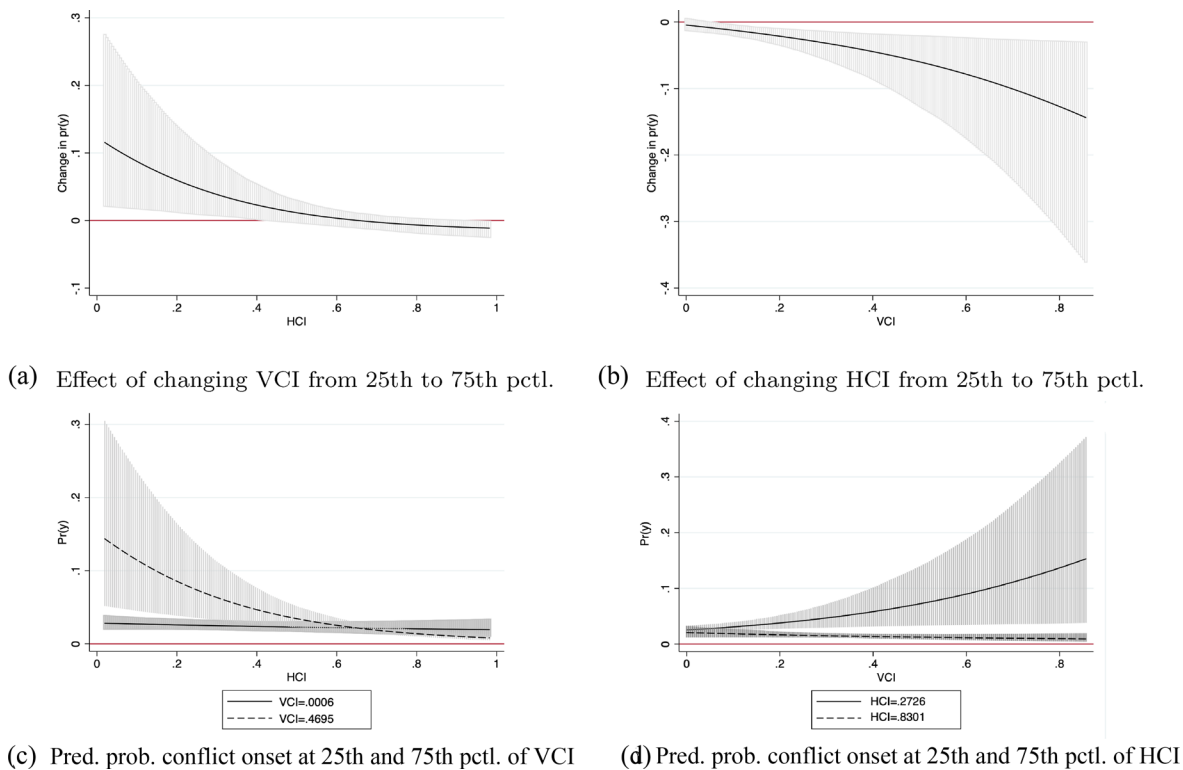 .3
.2
.1
0
-.1
Change in pr(y)
0 .2 .4 .6 .8 1
HCI
(a) Effect of changing VCI from 25th to 75th pctl.
0
-.1
-.2
-.3
-.4
Change in pr(y)
0 .2 .4 .6 .8
VCI
(b) Effect of changing HCI from 25th to 75th pctl.
.3
.2
.1
0
Pr(y)
0 .2 .4 .6 .8 1
HCI
VCI=.0006
VCI=.4695
(c) Pred. prob. conflict onset at 25th and 75th pctl. of VCI
.4
.3
.2
.1
0
Pr(y)
0 .2 .4 .6 .8
VCI
HCI=.2726
HCI=.8301
(d) Pred. prob. conflict onset at 25th and 75th pctl. of HCI